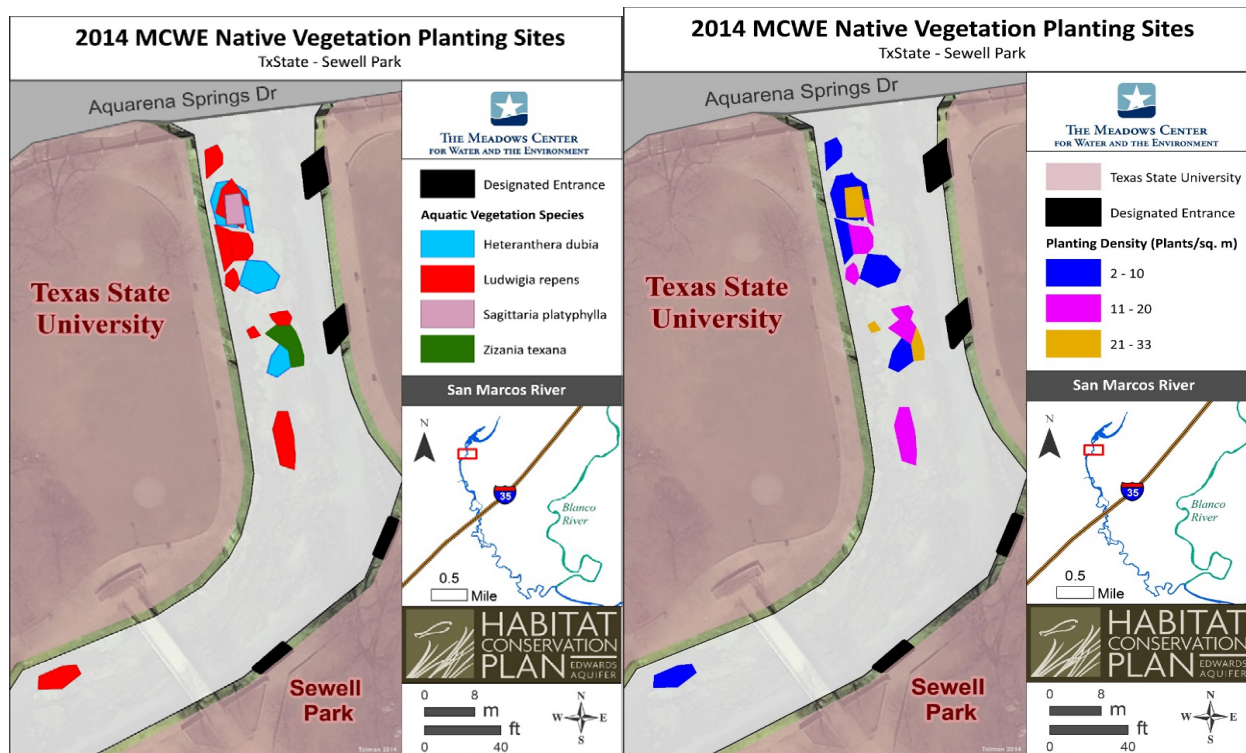 2014 MCWE Native Vegetation Planting Sites
TxState - Sewell Park
Aquarena Springs Dr
THE MEADOWS CENTER
FOR WATER AND THE ENVIRONMENT
Designated Entrance
Aquatic Vegetation Species
Heteranthera dubia
Ludwigia repens
Sagittaria platyphylla
Zizania texana
Texas State
University
San Marcos River
N
35
Blanco
River
0.5
Mile
HABITAT
CONSERVATION
PLAN
EDWARDS
AQUIFER
Sewell
Park
0 8
m
ft
0 40
N
W E
S
Tolman 2014
2014 MCWE Native Vegetation Planting Sites
TxState - Sewell Park
Aquarena Springs Dr
THE MEADOWS CENTER
FOR WATER AND THE ENVIRONMENT
Texas State University
Designated Entrance
Planting Density (Plants/sq. m)
2 - 10
11 - 20
21 - 33
Texas State
University
San Marcos River
N
35
Blanco
River
0.5
Mile
HABITAT
CONSERVATION
PLAN
EDWARDS
AQUIFER
Sewell
Park
0 8
m
ft
0 40
N
W E
S
Tolman 2014